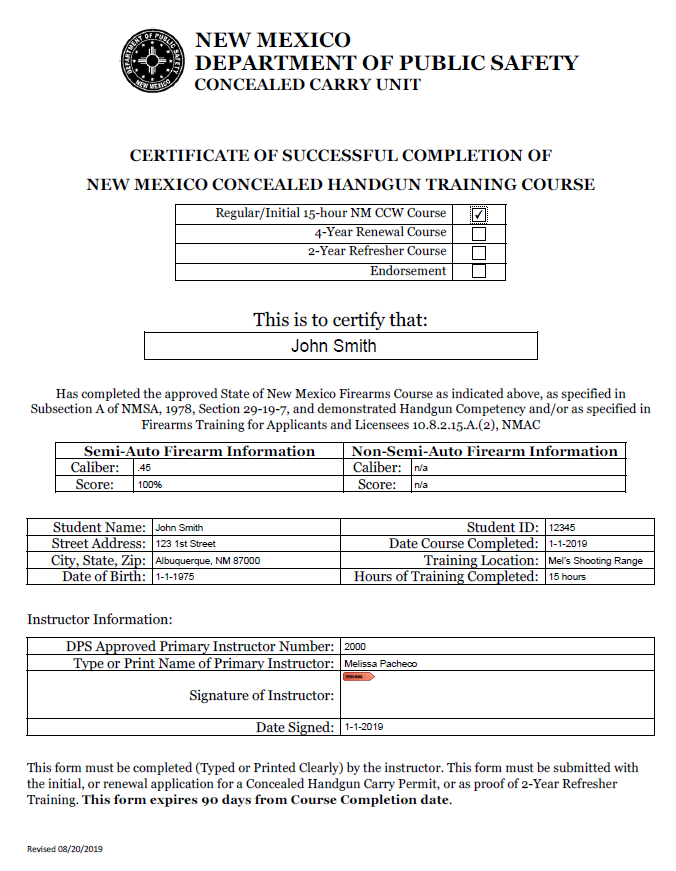 DEPARTMENT OF PUBLIC SAFETY
NEW MEXICO
NEW MEXICO
DEPARTMENT OF PUBLIC SAFETY
CONCEALED CARRY UNIT
CERTIFICATE OF SUCCESSFUL COMPLETION OF
NEW MEXICO CONCEALED HANDGUN TRAINING COURSE
Regular/Initial 15-hour NM CCW Course ✓
4-Year Renewal Course
2-Year Refresher Course
Endorsement
This is to certify that:
John Smith
Has completed the approved State of New Mexico Firearms Course as indicated above, as specified in
Subsection A of NMSA, 1978, Section 29-19-7, and demonstrated Handgun Competency and/or as specified in
Firearms Training for Applicants and Licensees 10.8.2.15.A.(2), NMAC
Semi-Auto Firearm Information Non-Semi-Auto Firearm Information
Caliber: .45 Caliber: n/a
Score: 100% Score: n/a
Student Name: John Smith Student ID: 12345
Street Address: 123 1st Street Date Course Completed: 1-1-2019
City, State, Zip: Albuquerque, NM 87000 Training Location: Mel's Shooting Range
Date of Birth: 1-1-1975 Hours of Training Completed: 15 hours
Instructor Information:
DPS Approved Primary Instructor Number: 2000
Type or Print Name of Primary Instructor: Melissa Pacheco
Signature of Instructor:
Date Signed: 1-1-2019
This form must be completed (Typed or Printed Clearly) by the instructor. This form must be submitted with
the initial, or renewal application for a Concealed Handgun Carry Permit, or as proof of 2-Year Refresher
Training. This form expires 90 days from Course Completion date.
Revised 08/20/2019